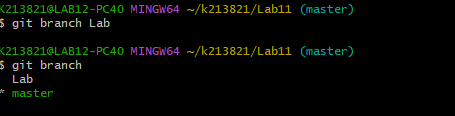 K213821@LAB12-PC40 MINGW64 ~/k213821/Lab11 (master)
$ git branch Lab
K213821@LAB12-PC40 MINGW64 ~/k213821/Lab11 (master)
$ git branch
  Lab
* master